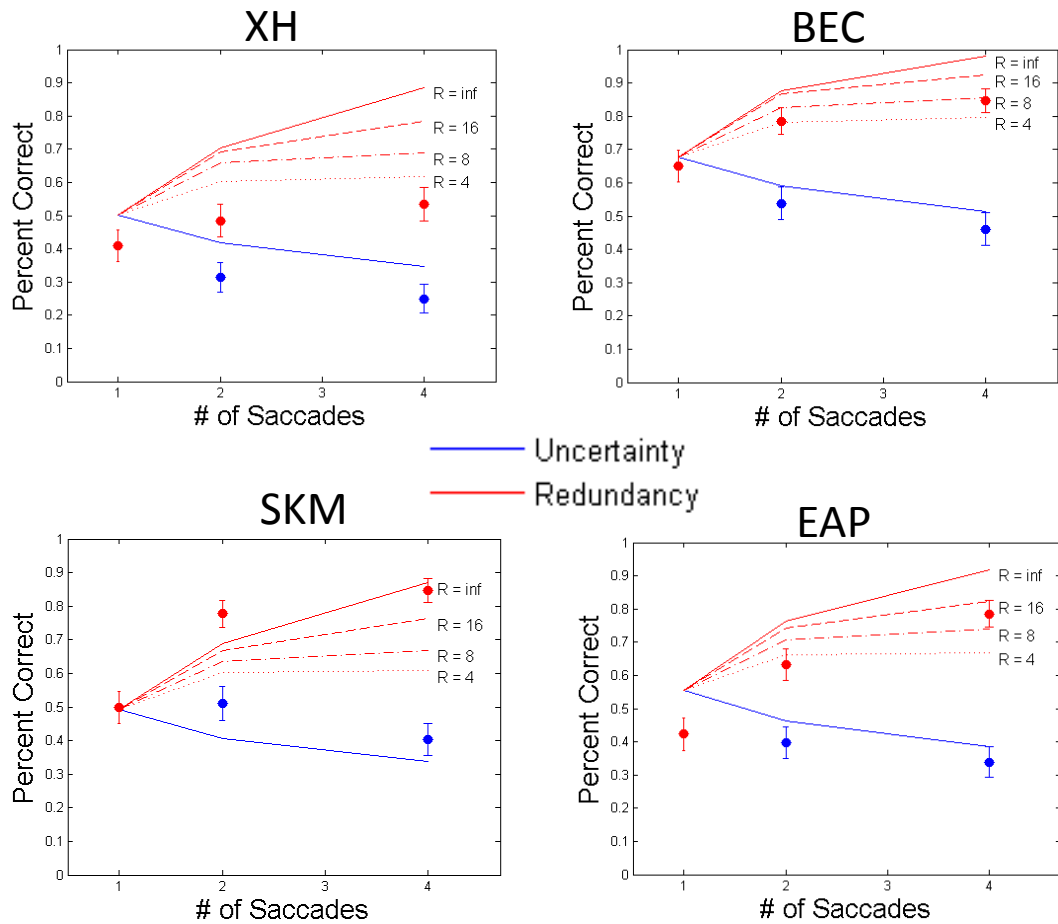 XH
Percent Correct
1
0.9
0.8
0.7
0.6
0.5
0.4
0.3
0.2
0.1
0
R = inf
R = 16
R = 8
R = 4
1 2 3 4
# of Saccades
BEC
Percent Correct
1
0.9
0.8
0.7
0.6
0.5
0.4
0.3
0.2
0.1
0
R = inf
R = 16
R = 8
R = 4
1 2 3 4
# of Saccades
Uncertainty
Redundancy
SKM
Percent Correct
1
0.9
0.8
0.7
0.6
0.5
0.4
0.3
0.2
0.1
0
R = inf
R = 16
R = 8
R = 4
1 2 3 4
# of Saccades
EAP
Percent Correct
1
0.9
0.8
0.7
0.6
0.5
0.4
0.3
0.2
0.1
0
R = inf
R = 16
R = 8
R = 4
1 2 3 4
# of Saccades